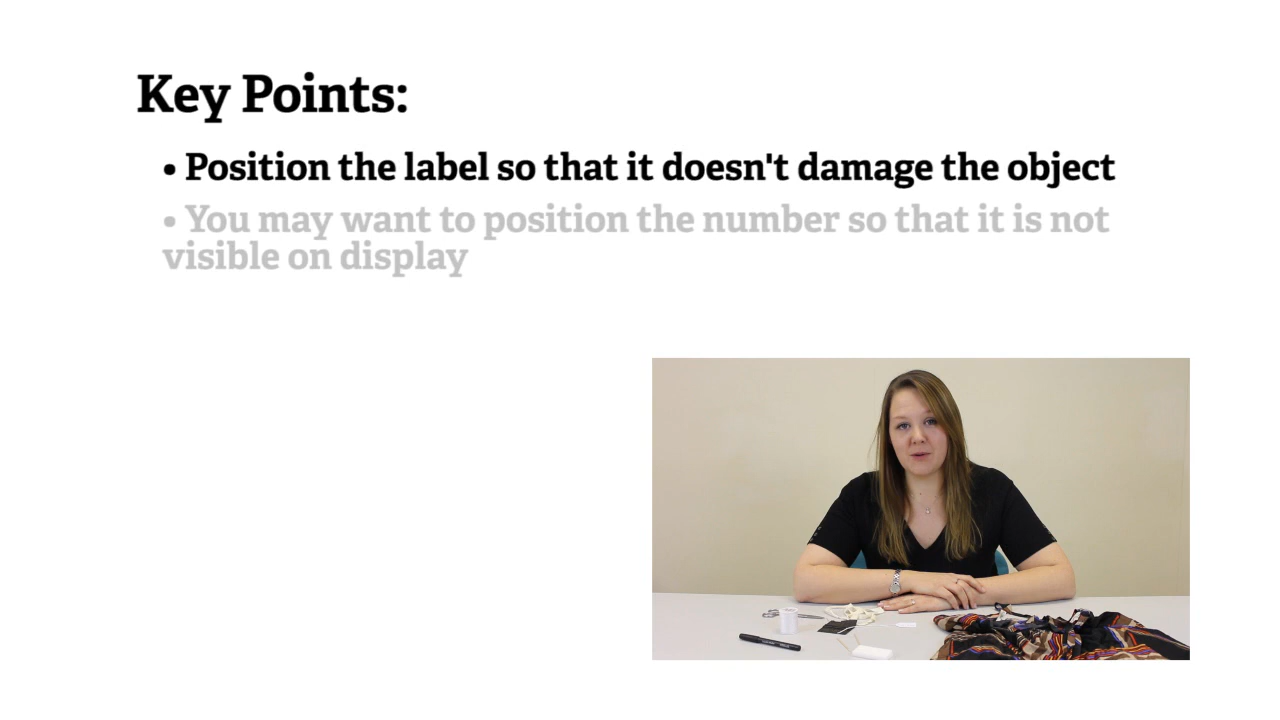 Key Points:
• Position the label so that it doesn't damage the object
• You may want to position the number so that it is not
visible on display